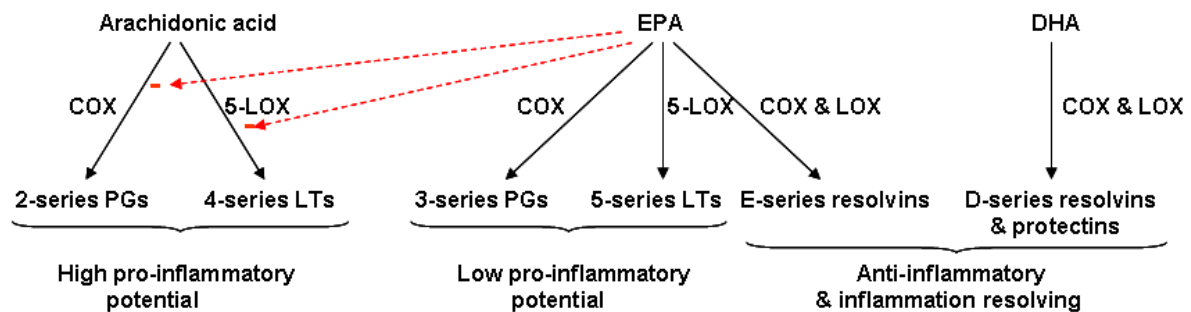 Arachidonic acid EPA DHA
COX 5-LOX COX 5-LOX COX & LOX COX & LOX
2-series PGs 4-series LTs 3-series PGs 5-series LTs E-series resolvins D-series resolvins
& protectins
High pro-inflammatory Low pro-inflammatory Anti-inflammatory
potential potential & inflammation resolving